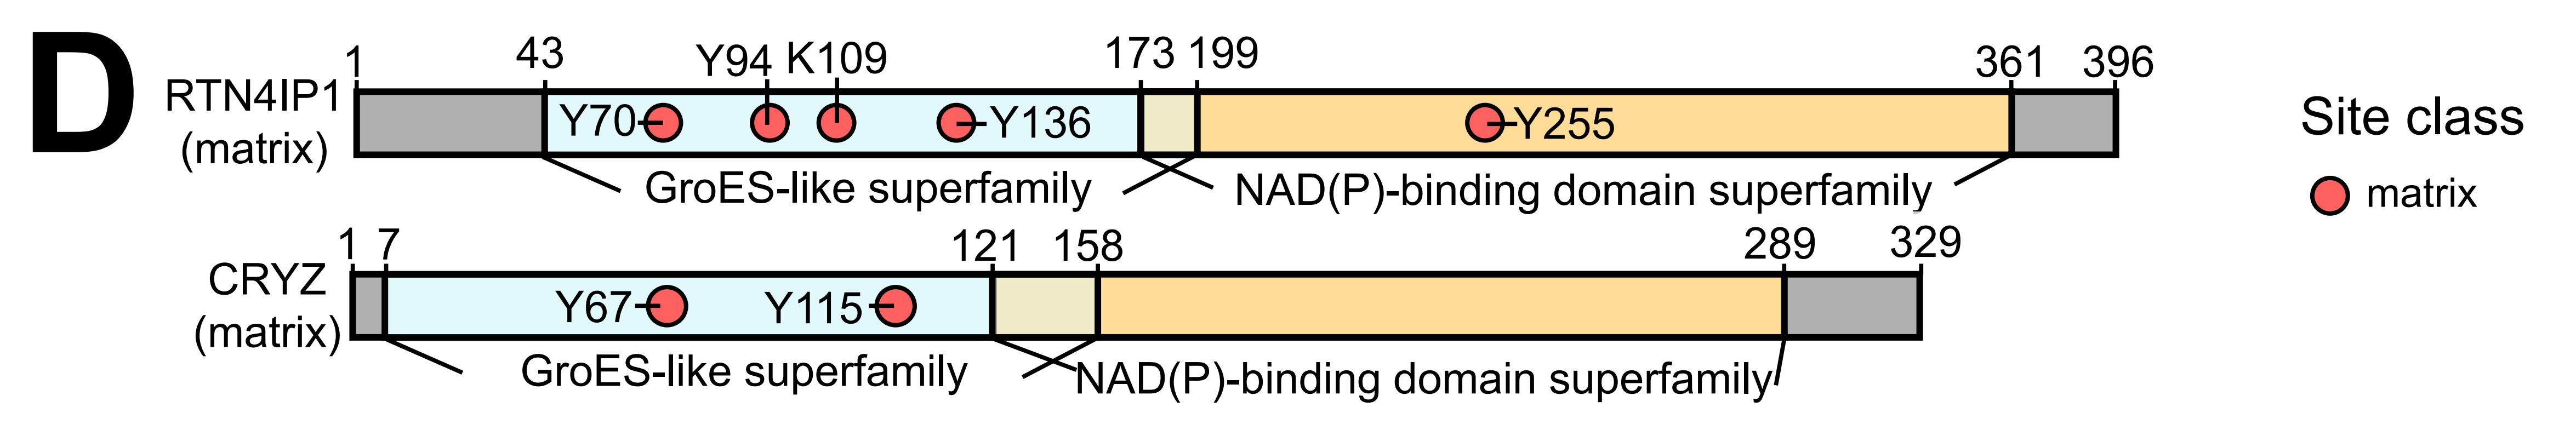 D
1 43 Y94 K109 173 199 361 396
RTN4IP1
(matrix)
Y70 Y136 Y255
GroES-like superfamily NAD(P)-binding domain superfamily
Site class
matrix
1 7 121 158 289 329
CRYZ
(matrix)
Y67 Y115
GroES-like superfamily NAD(P)-binding domain superfamily